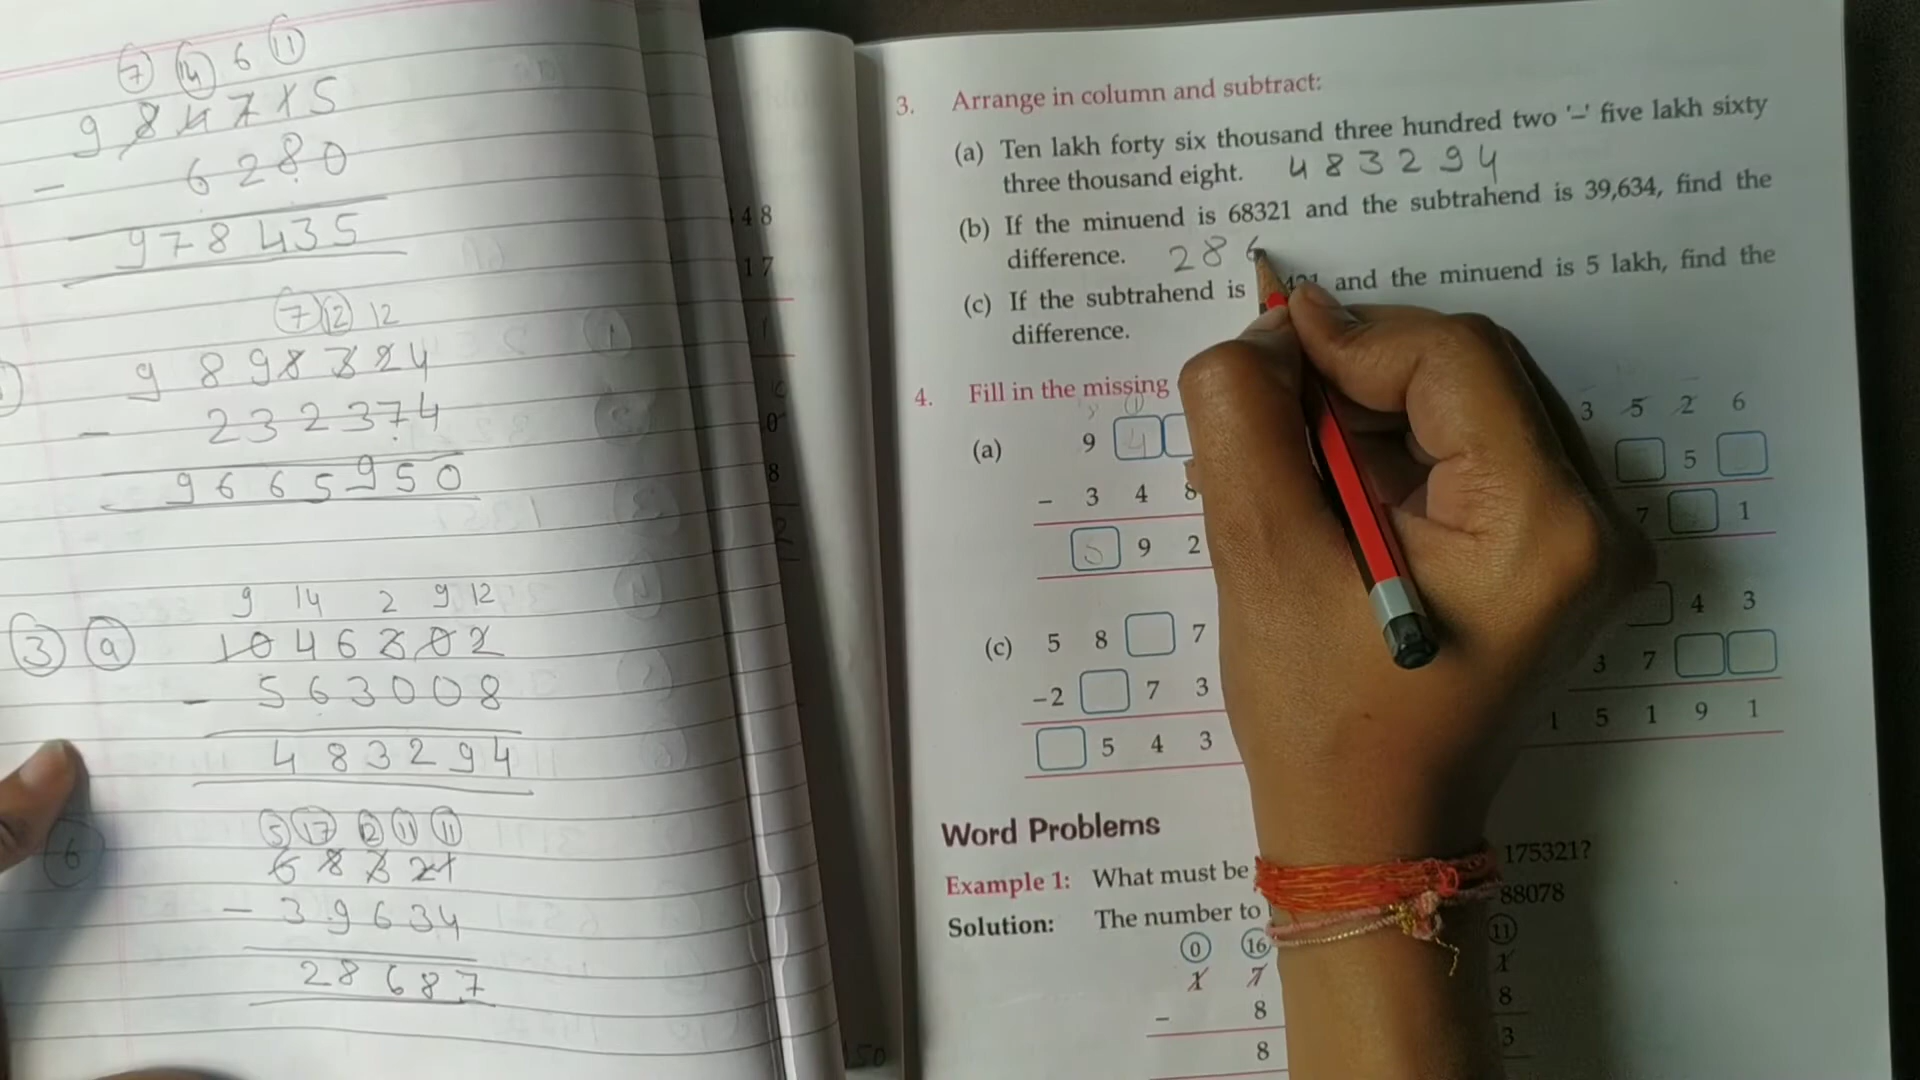 7 14 6 11
9 8 4 7 1 5
- 6 2 8 0
9 7 8 4 3 5
7 12 12
9 8 9 8 3 2 4
- 2 3 2 3 7 4
9 6 6 5 9 5 0
9 14 2 9 12
3 a 1 0 4 6 3 0 2
- 5 6 3 0 0 8
4 8 3 2 9 4
5 17 12 11 11
6 8 3 2 1
- 3 9 6 3 4
2 8 6 8 7
4 8
1 7
0
8
3. Arrange in column and subtract:
(a) Ten lakh forty six thousand three hundred two '–' five lakh sixty
three thousand eight. 4 8 3 2 9 4
(b) If the minuend is 68321 and the subtrahend is 39,634, find the
difference. 2 8 6
(c) If the subtrahend is and the minuend is 5 lakh, find the
difference.
4. Fill in the missing
(a) 9 4
- 3 4 8
5 9 2
3 5 2 6
5
7 1
(c) 5 8 7
-2 7 3
5 4 3
4 3
3 7
1 5 1 9 1
Word Problems
Example 1: What must be 175321?
Solution: The number to 88078
0 16 11
1 7 1
- 8 8
8 3